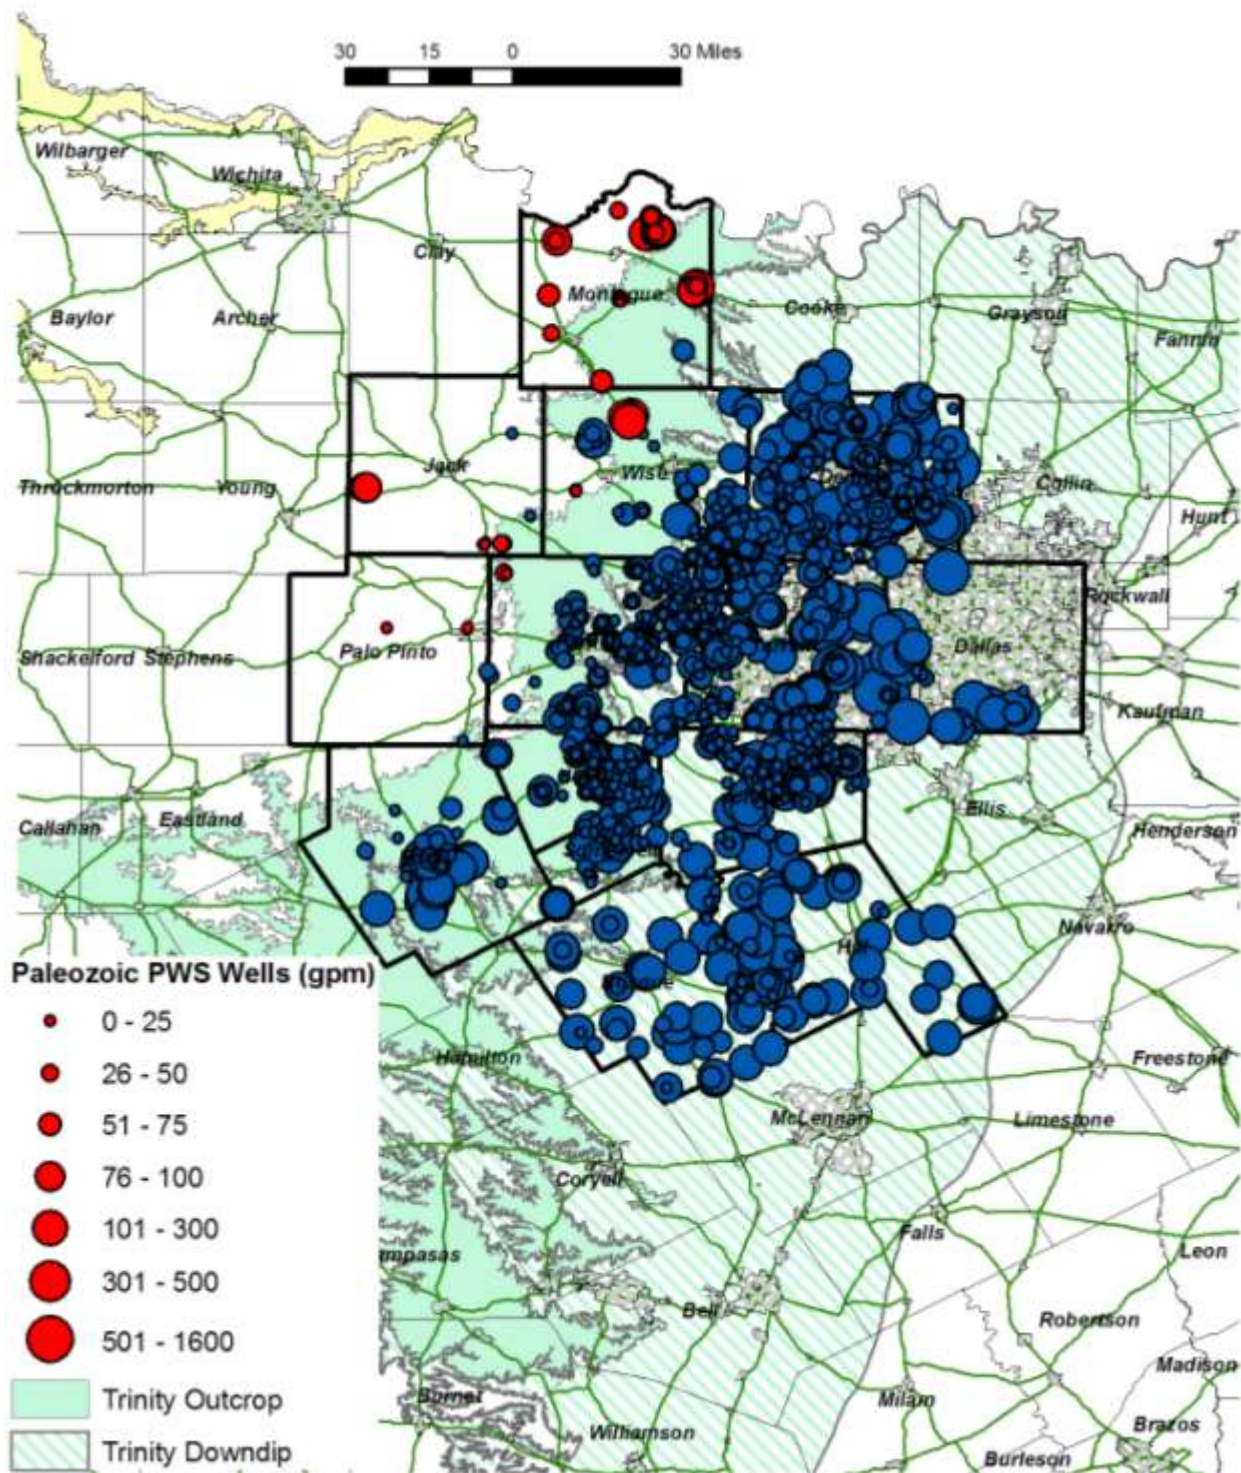 30 15 0 30 Miles
Wilbarger
Wichita
Clay
Montague
Cooke
Grayson
Fannin
Baylor
Archer
Throckmorton
Young
Jack
Wise
Collin
Hunt
Rockwall
Shackelford
Stephens
Palo Pinto
Dallas
Kaufman
Callahan
Eastland
Ellis
Henderson
Navarro
Paleozoic PWS Wells (gpm)
0 - 25
26 - 50
51 - 75
76 - 100
101 - 300
301 - 500
501 - 1600
Trinity Outcrop
Trinity Downdip
Hamilton
Freestone
McLennan
Limestone
Coryell
Falls
Leon
mpasas
Bell
Robertson
Madison
Burnet
Milam
Brazos
Williamson
Burleson